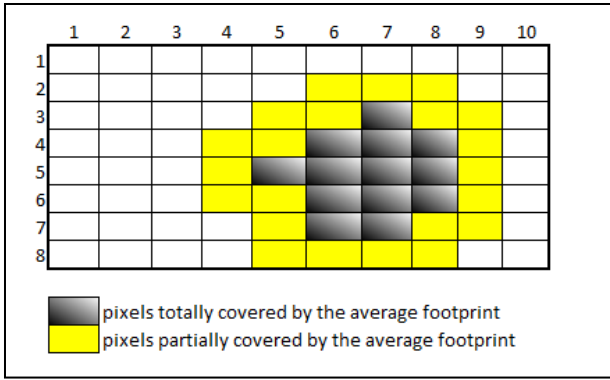 1 2 3 4 5 6 7 8 9 10
1
2
3
4
5
6
7
8
pixels totally covered by the average footprint
pixels partially covered by the average footprint